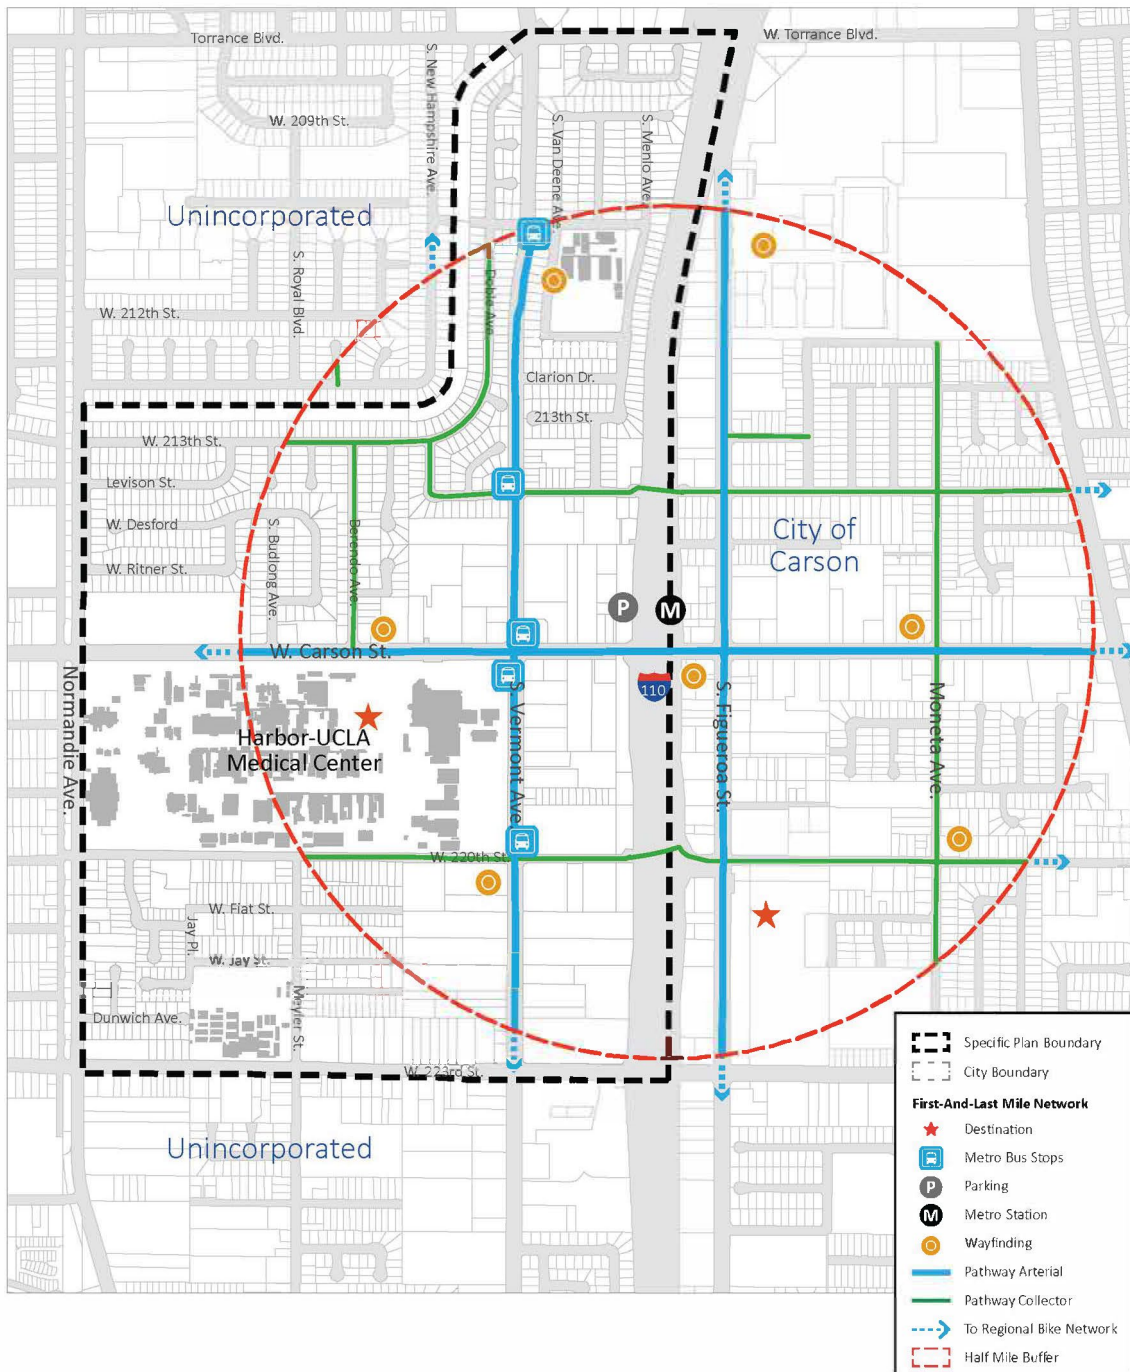 Torrance Blvd.
W. Torrance Blvd.
S. New Hampshire Ave.
W. 209th St.
S. Van Deene Ave.
S. Menlo Ave.
Unincorporated
S. Royal Blvd.
Doble Ave.
W. 212th St.
Clarion Dr.
213th St.
W. 213th St.
Levison St.
W. Desford
S. Budlong Ave.
Berendo Ave.
W. Ritner St.
City of
Carson
P
M
W. Carson St.
110
Normandie Ave.
Harbor-UCLA
Medical Center
S. Vermont Ave.
S. Figueroa St.
Moneta Ave.
W. 220th St.
W. Fiat St.
Jay Pl.
W. Jay St.
Meyler St.
Dunwich Ave.
W. 223rd St.
Unincorporated
Specific Plan Boundary
City Boundary
First-And-Last Mile Network
Destination
Metro Bus Stops
P
Parking
M
Metro Station
Wayfinding
Pathway Arterial
Pathway Collector
To Regional Bike Network
Half Mile Buffer